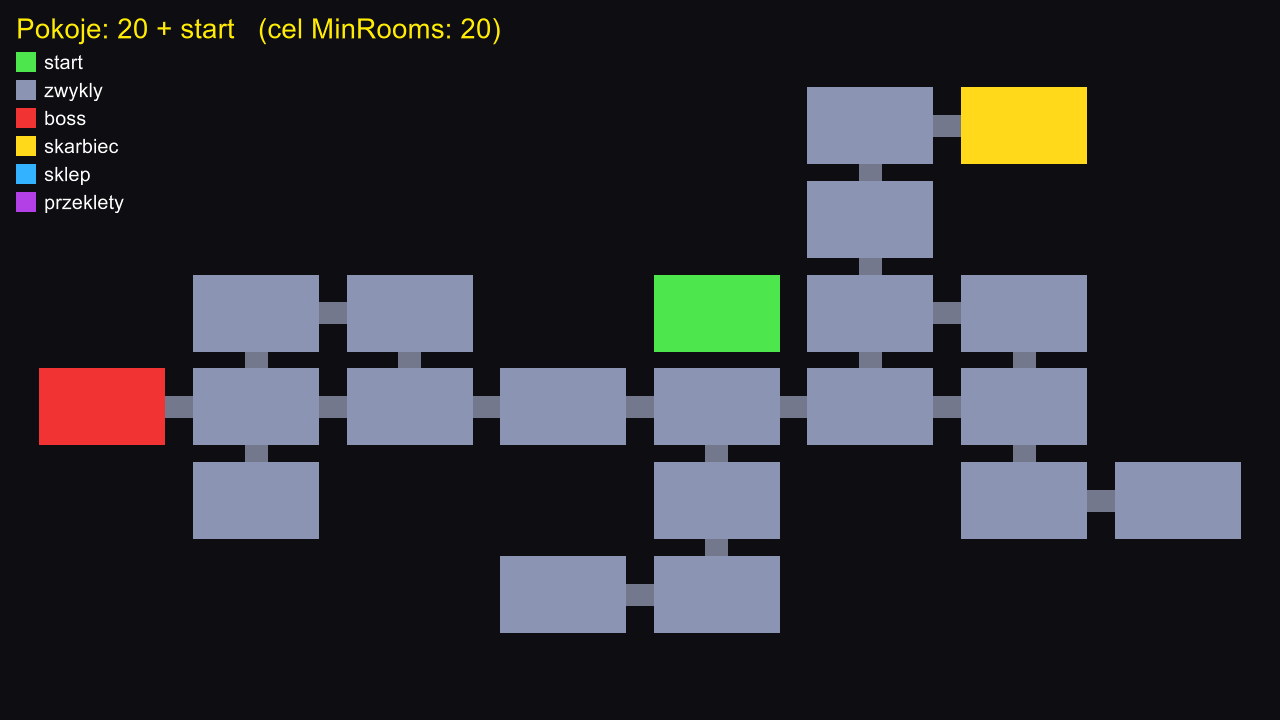 Pokoje: 20 + start   (cel MinRooms: 20)
start
zwykly
boss
skarbiec
sklep
przeklety